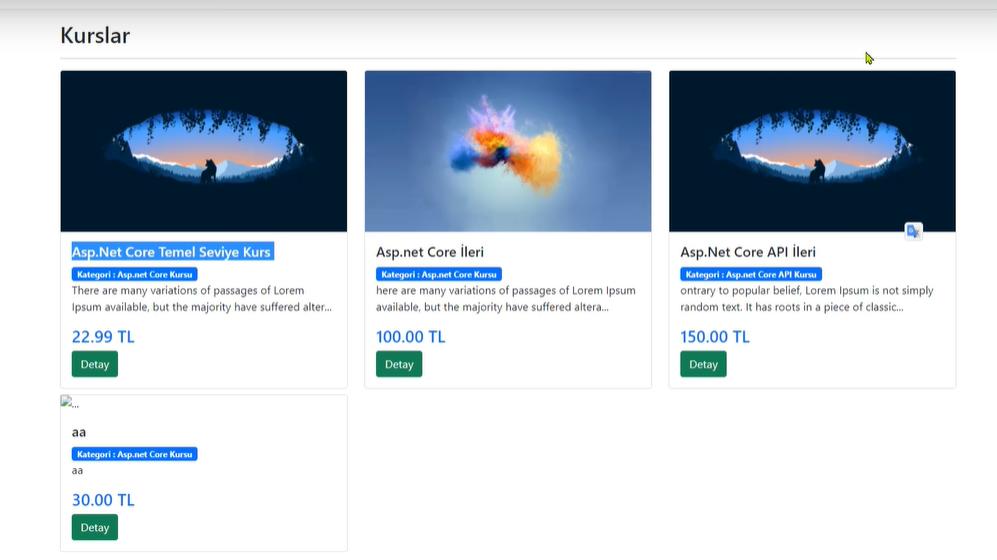 Kurslar
Asp.Net Core Temel Seviye Kurs
Kategori : Asp.net Core Kursu
There are many variations of passages of Lorem
Ipsum available, but the majority have suffered alter...
22.99 TL
Detay
Asp.net Core İleri
Kategori : Asp.net Core Kursu
here are many variations of passages of Lorem Ipsum
available, but the majority have suffered altera...
100.00 TL
Detay
Asp.Net Core API İleri
Kategori : Asp.net Core API Kursu
ontrary to popular belief, Lorem Ipsum is not simply
random text. It has roots in a piece of classic...
150.00 TL
Detay
...
aa
Kategori : Asp.net Core Kursu
aa
30.00 TL
Detay